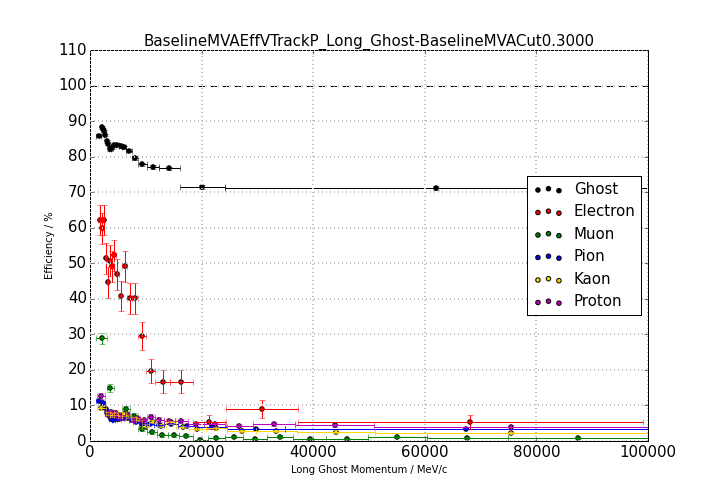 BaselineMVAEffVTrackP_Long_Ghost-BaselineMVACut0.3000
110
100
90
80
70
60
50
40
30
20
10
0
Efficiency / %
Ghost
Electron
Muon
Pion
Kaon
Proton
0 20000 40000 60000 80000 100000
Long Ghost Momentum / MeV/c